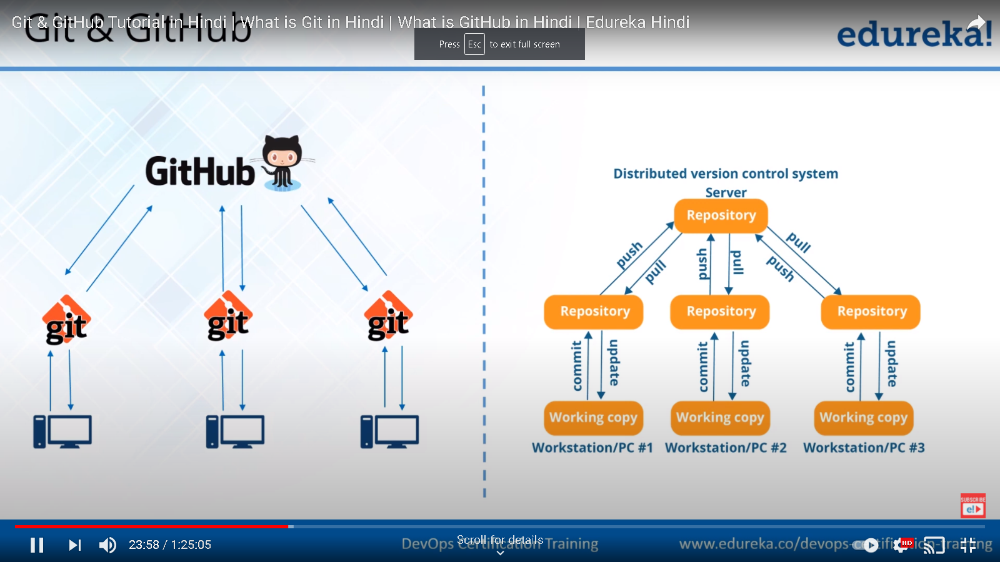 Git & GitHub Tutorial in Hindi | What is Git in Hindi | What is GitHub in Hindi | Edureka Hindi
Git & GitHub
edureka!
Press Esc to exit full screen
GitHub
git
git
git
Distributed version control system
Server
Repository
push
pull
push
pull
push
pull
Repository
Repository
Repository
commit
update
commit
update
commit
update
Working copy
Working copy
Working copy
Workstation/PC #1
Workstation/PC #2
Workstation/PC #3
SUBSCRIBE
e!
23:58 / 1:25:05
Scroll for details
DevOps Certification Training
www.edureka.co/devops-certification-training
HD